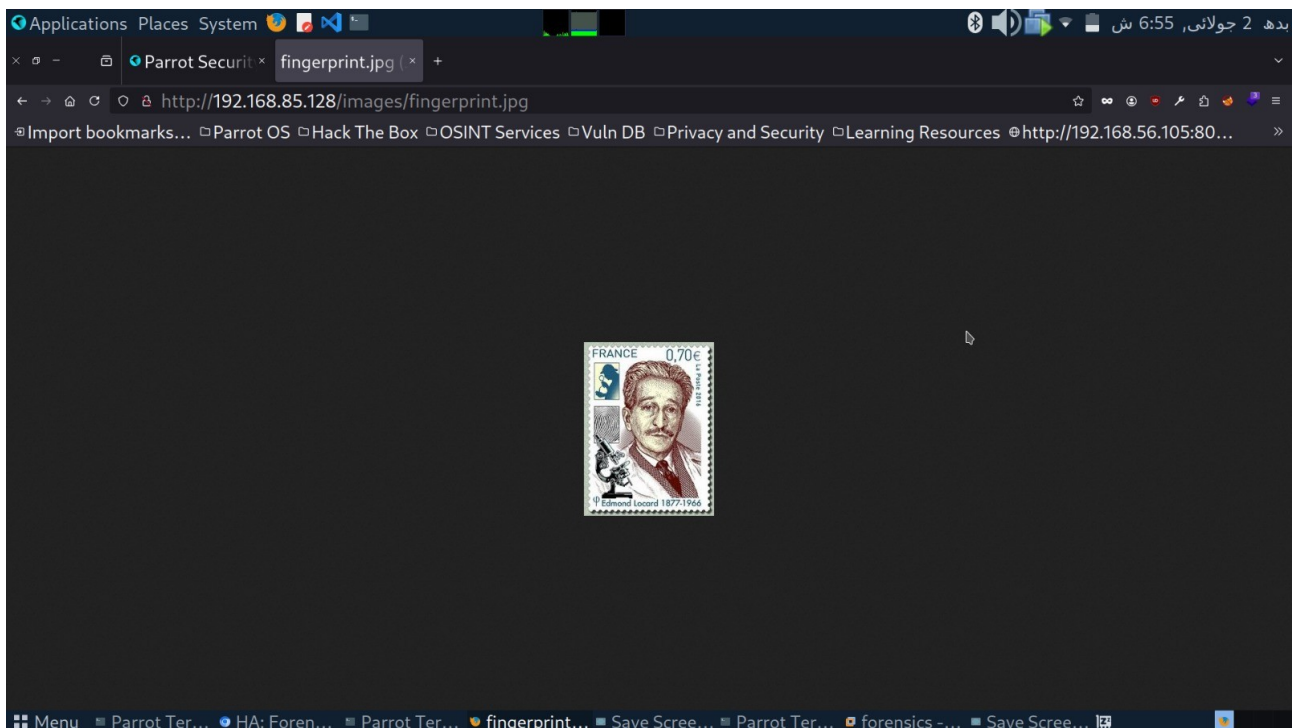 Applications Places System
بدھ 2 جولائی, 6:55 ش
Parrot Securit
fingerprint.jpg (
http://192.168.85.128/images/fingerprint.jpg
Import bookmarks... Parrot OS Hack The Box OSINT Services Vuln DB Privacy and Security Learning Resources http://192.168.56.105:80...
FRANCE 0,70€
La Poste 2016
Edmond Locard 1877-1966
Menu Parrot Ter... HA: Foren... Parrot Ter... fingerprint... Save Scree... Parrot Ter... forensics -... Save Scree...